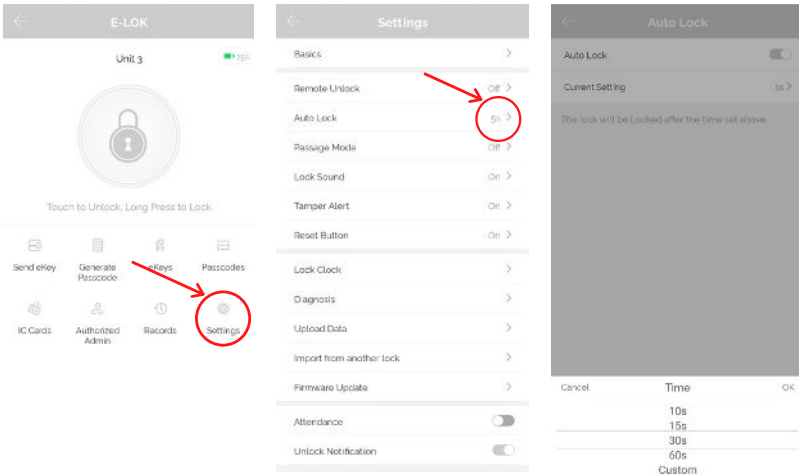 E-LOK
Unit 3
75%
Touch to Unlock, Long Press to Lock
Send eKey
Generate Passcode
eKeys
Passcodes
IC Cards
Authorized Admin
Records
Settings
Settings
Basics
Remote Unlock Off
Auto Lock 5s
Passage Mode Off
Lock Sound On
Tamper Alert On
Reset Button On
Lock Clock
Diagnosis
Upload Data
Import from another lock
Firmware Update
Attendance
Unlock Notification
Auto Lock
Auto Lock
Current Setting 5s
The lock will be Locked after the time set above
Cancel Time OK
10s
15s
30s
60s
Custom